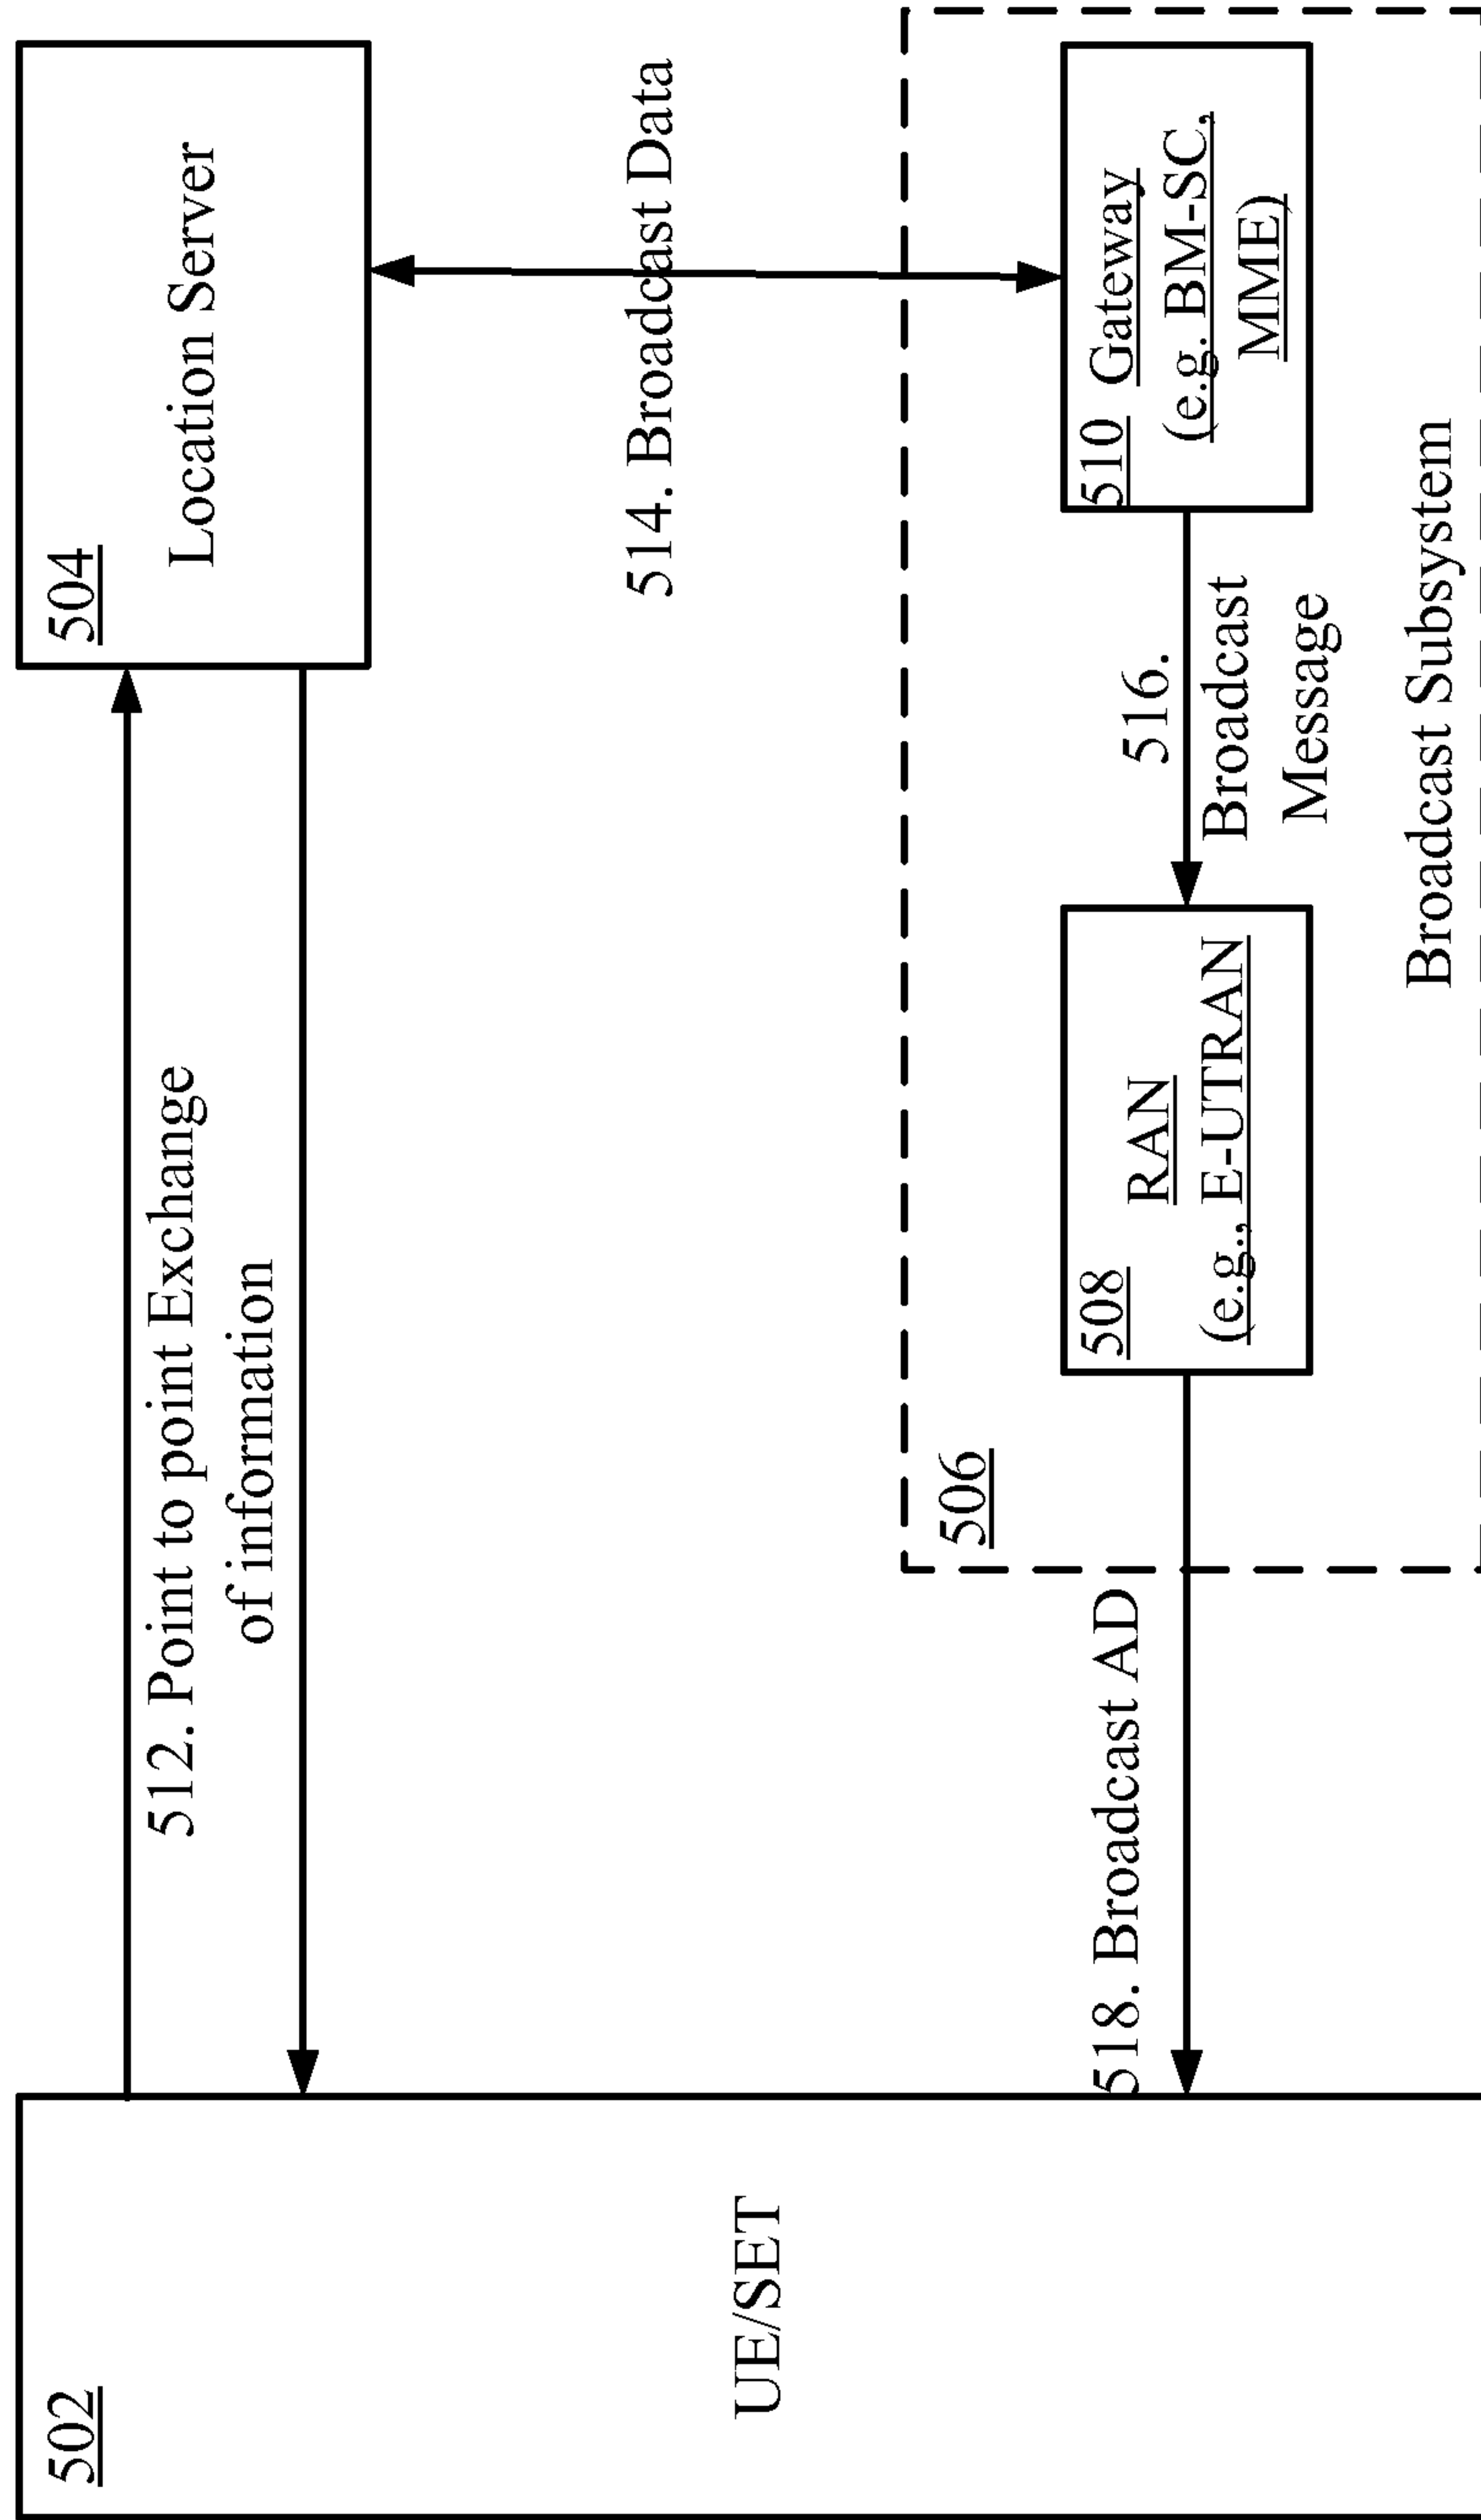 502
UE/SET
512. Point to point Exchange
of information
504
Location Server
514. Broadcast Data
518. Broadcast AD
506
508
RAN
(e.g., E-UTRAN
516.
Broadcast
Message
510 Gateway
(e.g. BM-SC,
MME)
Broadcast Subsystem